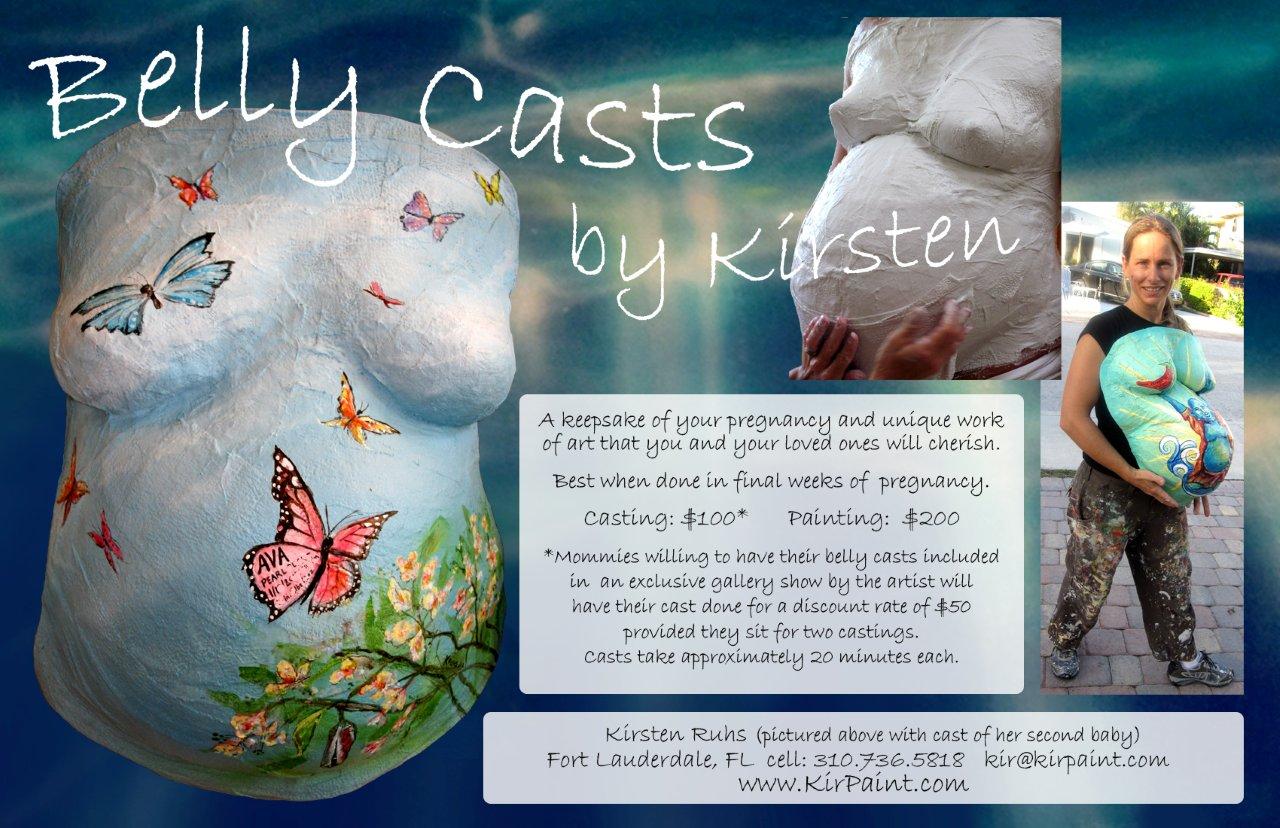 Belly Casts
by Kirsten
A keepsake of your pregnancy and unique work
of art that you and your loved ones will cherish.
Best when done in final weeks of pregnancy.
Casting: $100* Painting: $200
*Mommies willing to have their belly casts included
in an exclusive gallery show by the artist will
have their cast done for a discount rate of $50
provided they sit for two castings.
Casts take approximately 20 minutes each.
AVA
PEARL
Kirsten Ruhs (pictured above with cast of her second baby)
Fort Lauderdale, FL cell: 310.736.5818 kir@kirpaint.com
www.KirPaint.com